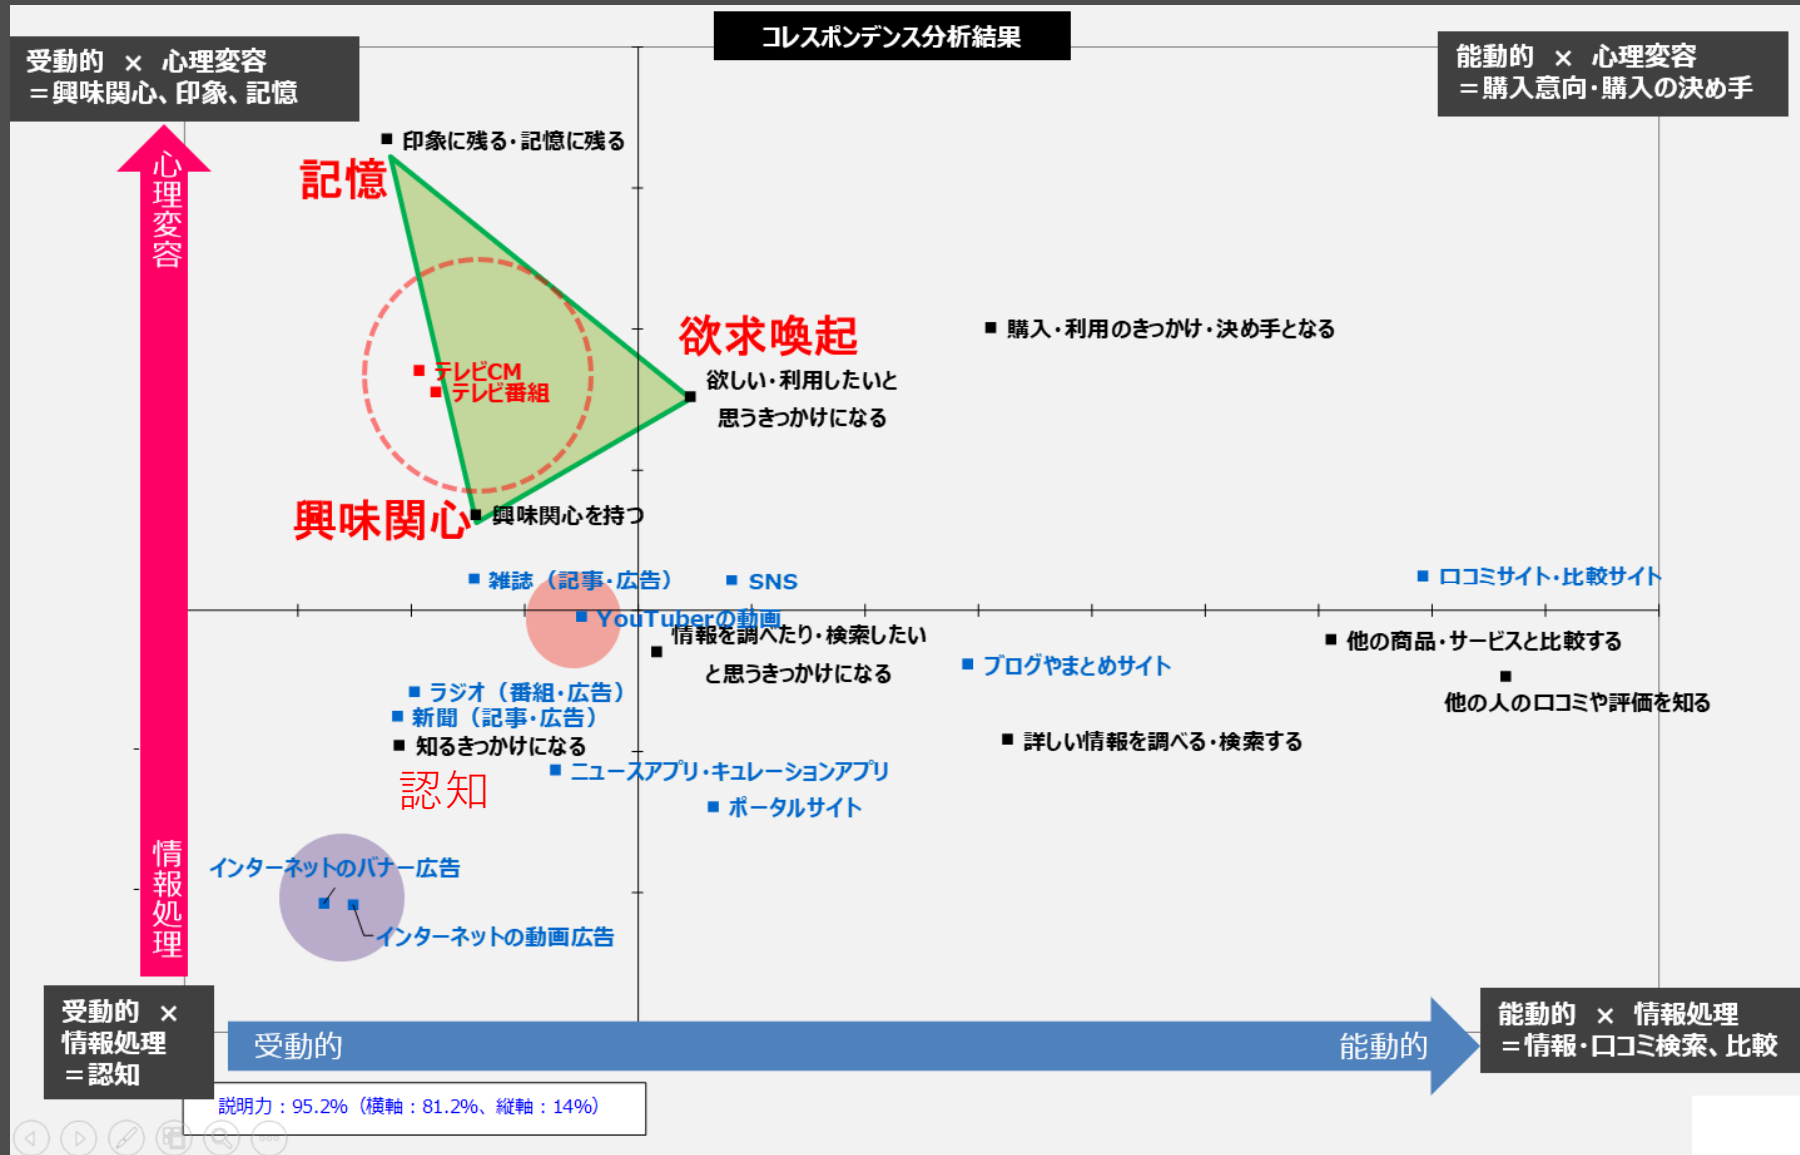 コレスポンデンス分析結果
受動的 × 心理変容
＝興味関心、印象、記憶
能動的 × 心理変容
＝購入意向・購入の決め手
心理変容
印象に残る・記憶に残る
記憶
欲求喚起
購入・利用のきっかけ・決め手となる
テレビCM
テレビ番組
欲しい・利用したいと
思うきっかけになる
興味関心
興味関心を持つ
雑誌（記事・広告）
SNS
口コミサイト・比較サイト
YouTuberの動画
情報を調べたり・検索したい
と思うきっかけになる
他の商品・サービスと比較する
ブログやまとめサイト
他の人の口コミや評価を知る
ラジオ（番組・広告）
新聞（記事・広告）
知るきっかけになる
詳しい情報を調べる・検索する
認知
ニュースアプリ・キュレーションアプリ
ポータルサイト
情報処理
インターネットのバナー広告
インターネットの動画広告
受動的 ×
情報処理
＝認知
受動的
能動的
能動的 × 情報処理
＝情報・口コミ検索、比較
説明力：95.2%（横軸：81.2%、縦軸：14%）